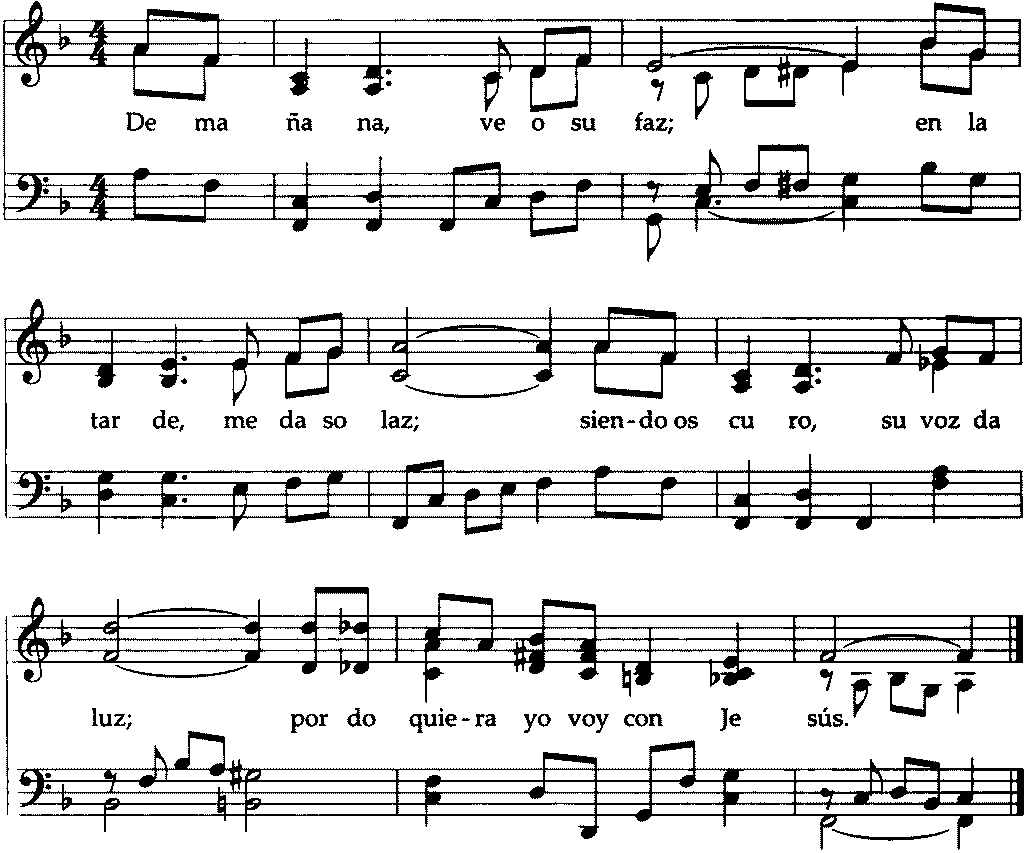 De ma ña na, ve o su faz; en la
tar de, me da so laz; sien-do os cu ro, su voz da
luz; por do quie-ra yo voy con Je sús.